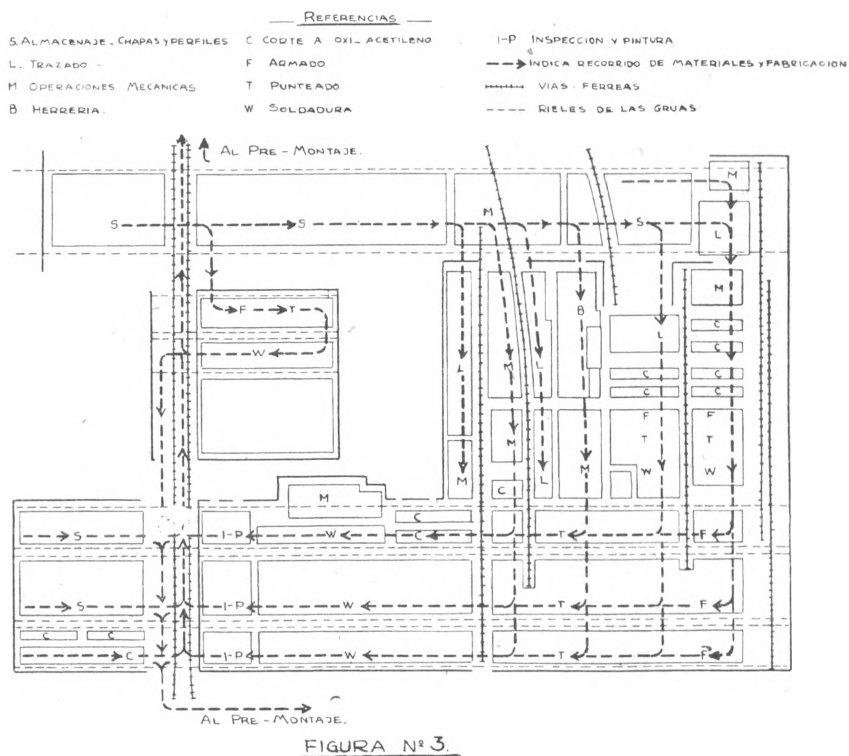 REFERENCIAS
S. ALMACENAJE. CHAPAS Y PERFILES
L. TRAZADO -
M OPERACIONES MECANICAS
B HERRERIA.
C CORTE A OXI-ACETILENO
F ARMADO
T PUNTEADO
W SOLDADURA
I-P INSPECCION Y PINTURA
INDICA RECORRIDO DE MATERIALES Y FABRICACION
VIAS FERREAS
RIELES DE LAS GRUAS
AL PRE-MONTAJE.
M
S S M S L
M
F T B
C
W L C
L M L C C
C C
F F
M T T
M L M W W
M C
C
S I-P W C T F
S I-P W T F
C C
C I-P W T F
AL PRE-MONTAJE.
FIGURA Nº 3.